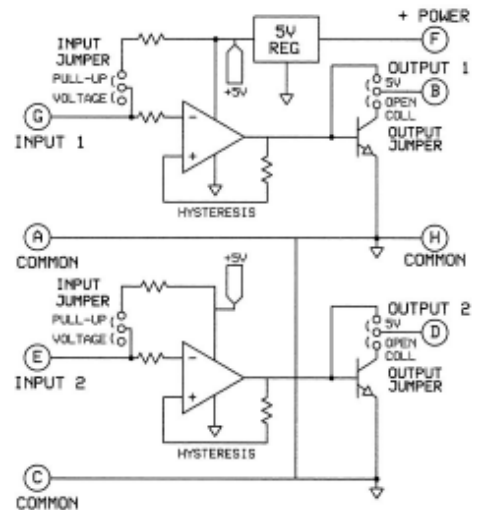 + POWER
INPUT
JUMPER
5V
REG
F
PULL-UP
VOLTAGE
+5V
OUTPUT 1
5V
B
G
INPUT 1
-
+
OPEN
COLL
OUTPUT
JUMPER
HYSTERESIS
A
COMMON
H
COMMON
INPUT
JUMPER
+5V
PULL-UP
VOLTAGE
OUTPUT 2
5V
D
E
INPUT 2
-
+
OPEN
COLL
OUTPUT
JUMPER
HYSTERESIS
C
COMMON